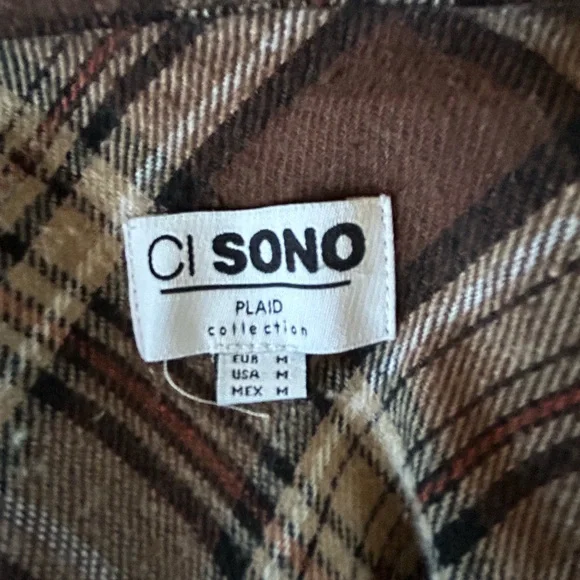 CI SONO
PLAID
collection
EUR M
USA M
MEX M